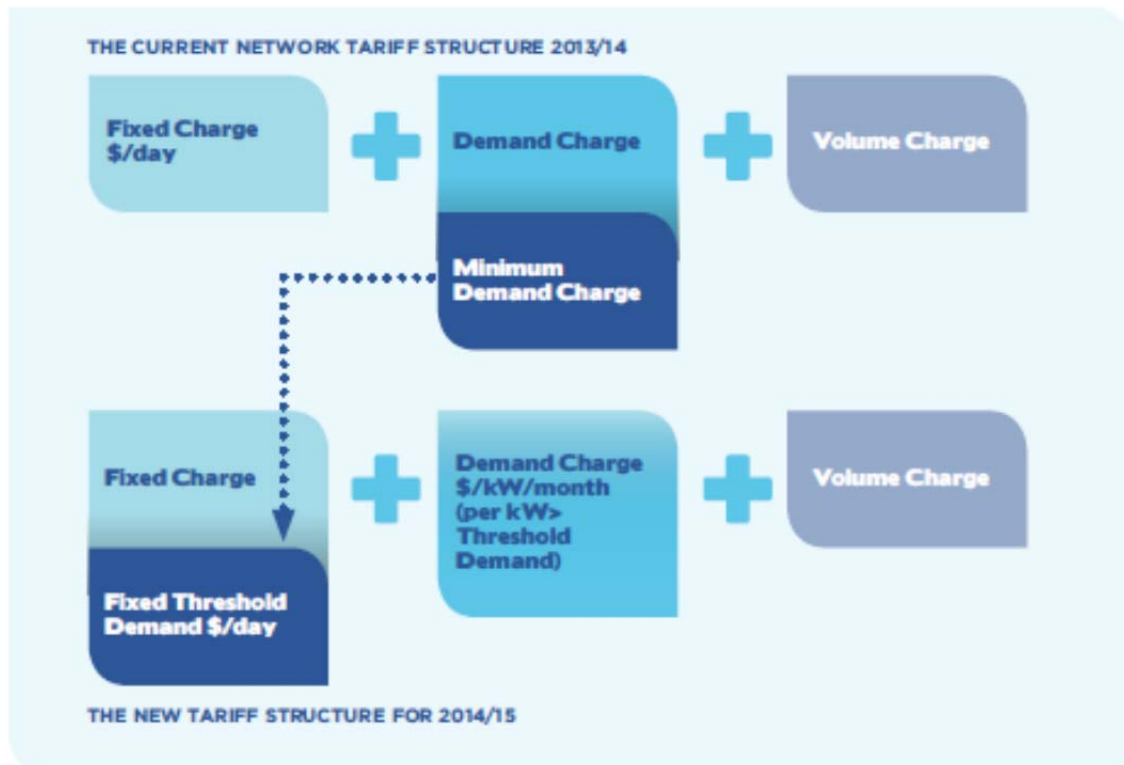 THE CURRENT NETWORK TARIFF STRUCTURE 2013/14
Fixed Charge
$/day
Demand Charge
Volume Charge
Minimum
Demand Charge
Fixed Charge
Demand Charge
$/kW/month
(per kW>
Threshold
Demand)
Volume Charge
Fixed Threshold
Demand $/day
THE NEW TARIFF STRUCTURE FOR 2014/15